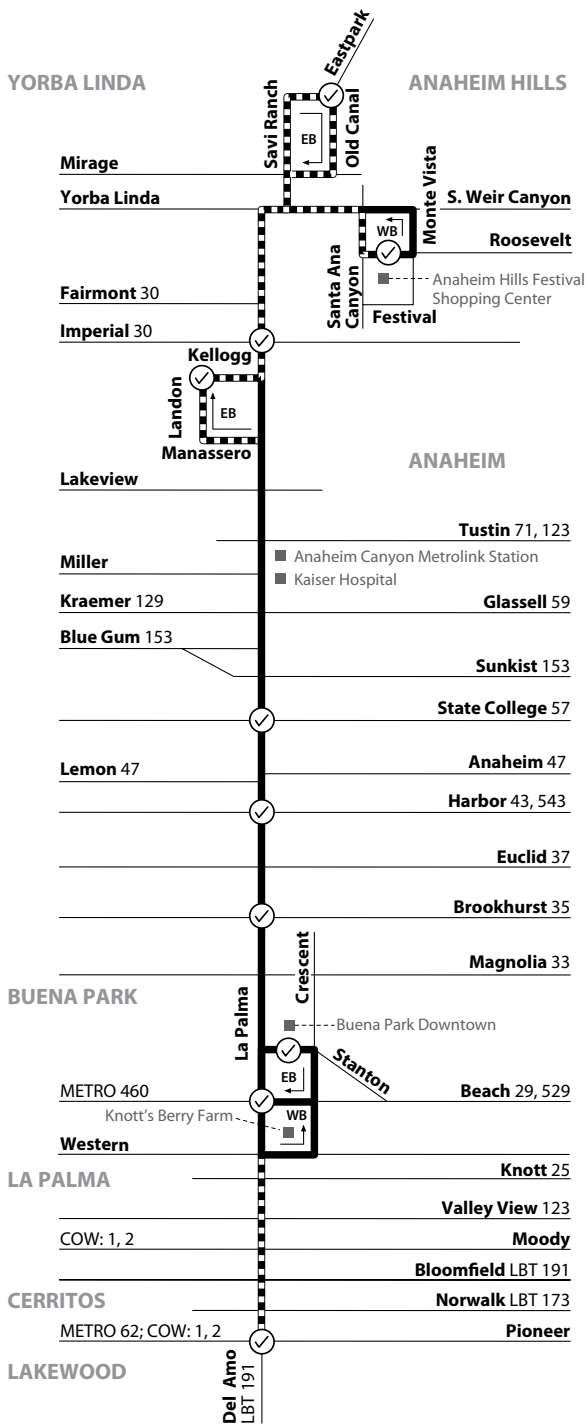 Eastpark
YORBA LINDA
ANAHEIM HILLS
Savi Ranch
EB
Old Canal
Mirage
Monte Vista
Yorba Linda
S. Weir Canyon
WB
Roosevelt
Santa Ana
Canyon
Anaheim Hills Festival
Shopping Center
Fairmont 30
Festival
Imperial 30
Kellogg
Landon
EB
Manassero
ANAHEIM
Lakeview
Tustin 71, 123
Anaheim Canyon Metrolink Station
Miller
Kaiser Hospital
Kraemer 129
Glassell 59
Blue Gum 153
Sunkist 153
State College 57
Lemon 47
Anaheim 47
Harbor 43, 543
Euclid 37
Brookhurst 35
Crescent
Magnolia 33
BUENA PARK
La Palma
Buena Park Downtown
Stanton
EB
METRO 460
Beach 29, 529
Knott's Berry Farm
WB
Western
Knott 25
LA PALMA
Valley View 123
COW: 1, 2
Moody
Bloomfield LBT 191
CERRITOS
Norwalk LBT 173
METRO 62; COW: 1, 2
Pioneer
LAKEWOOD
Del Amo
LBT 191